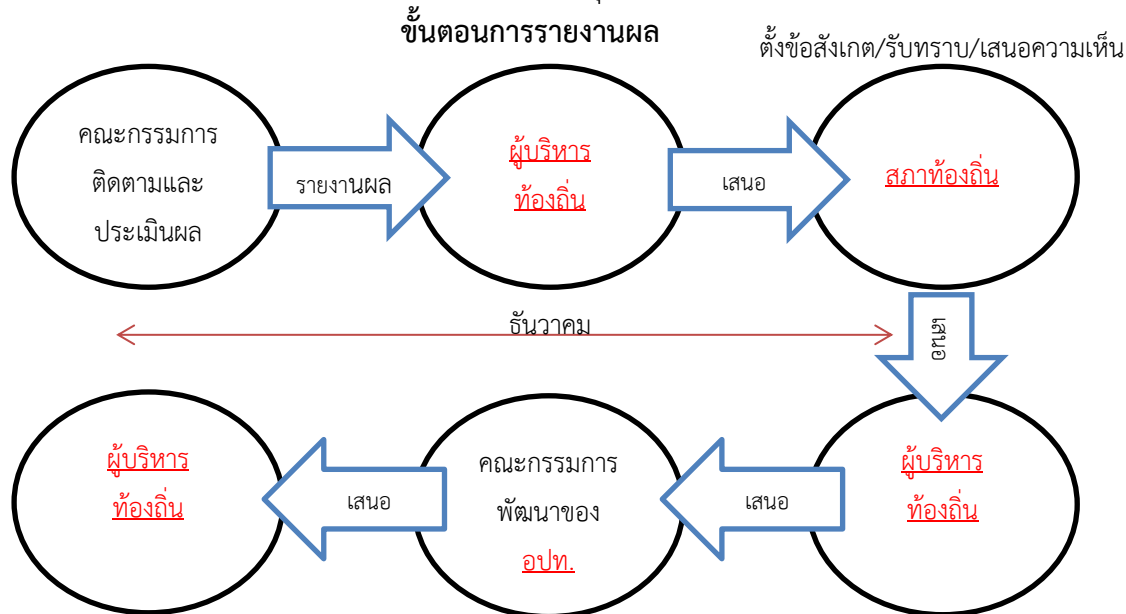 ขั้นตอนการรายงานผล
ตั้งข้อสังเกต/รับทราบ/เสนอความเห็น
คณะกรรมการ
ติดตามและ
ประเมินผล
รายงานผล
ผู้บริหาร
ท้องถิ่น
เสนอ
สภาท้องถิ่น
ธันวาคม
เสนอ
ผู้บริหาร
ท้องถิ่น
เสนอ
คณะกรรมการ
พัฒนาของ
อปท.
เสนอ
ผู้บริหาร
ท้องถิ่น